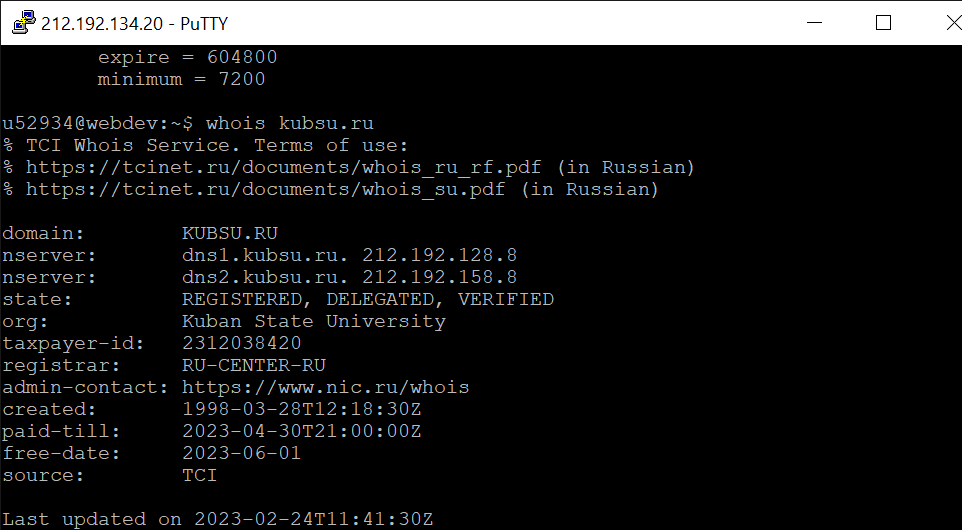 212.192.134.20 - PuTTY
expire = 604800
minimum = 7200
u52934@webdev:~$ whois kubsu.ru
% TCI Whois Service. Terms of use:
% https://tcinet.ru/documents/whois_ru_rf.pdf (in Russian)
% https://tcinet.ru/documents/whois_su.pdf (in Russian)
domain: KUBSU.RU
nserver: dns1.kubsu.ru. 212.192.128.8
nserver: dns2.kubsu.ru. 212.192.158.8
state: REGISTERED, DELEGATED, VERIFIED
org: Kuban State University
taxpayer-id: 2312038420
registrar: RU-CENTER-RU
admin-contact: https://www.nic.ru/whois
created: 1998-03-28T12:18:30Z
paid-till: 2023-04-30T21:00:00Z
free-date: 2023-06-01
source: TCI
Last updated on 2023-02-24T11:41:30Z